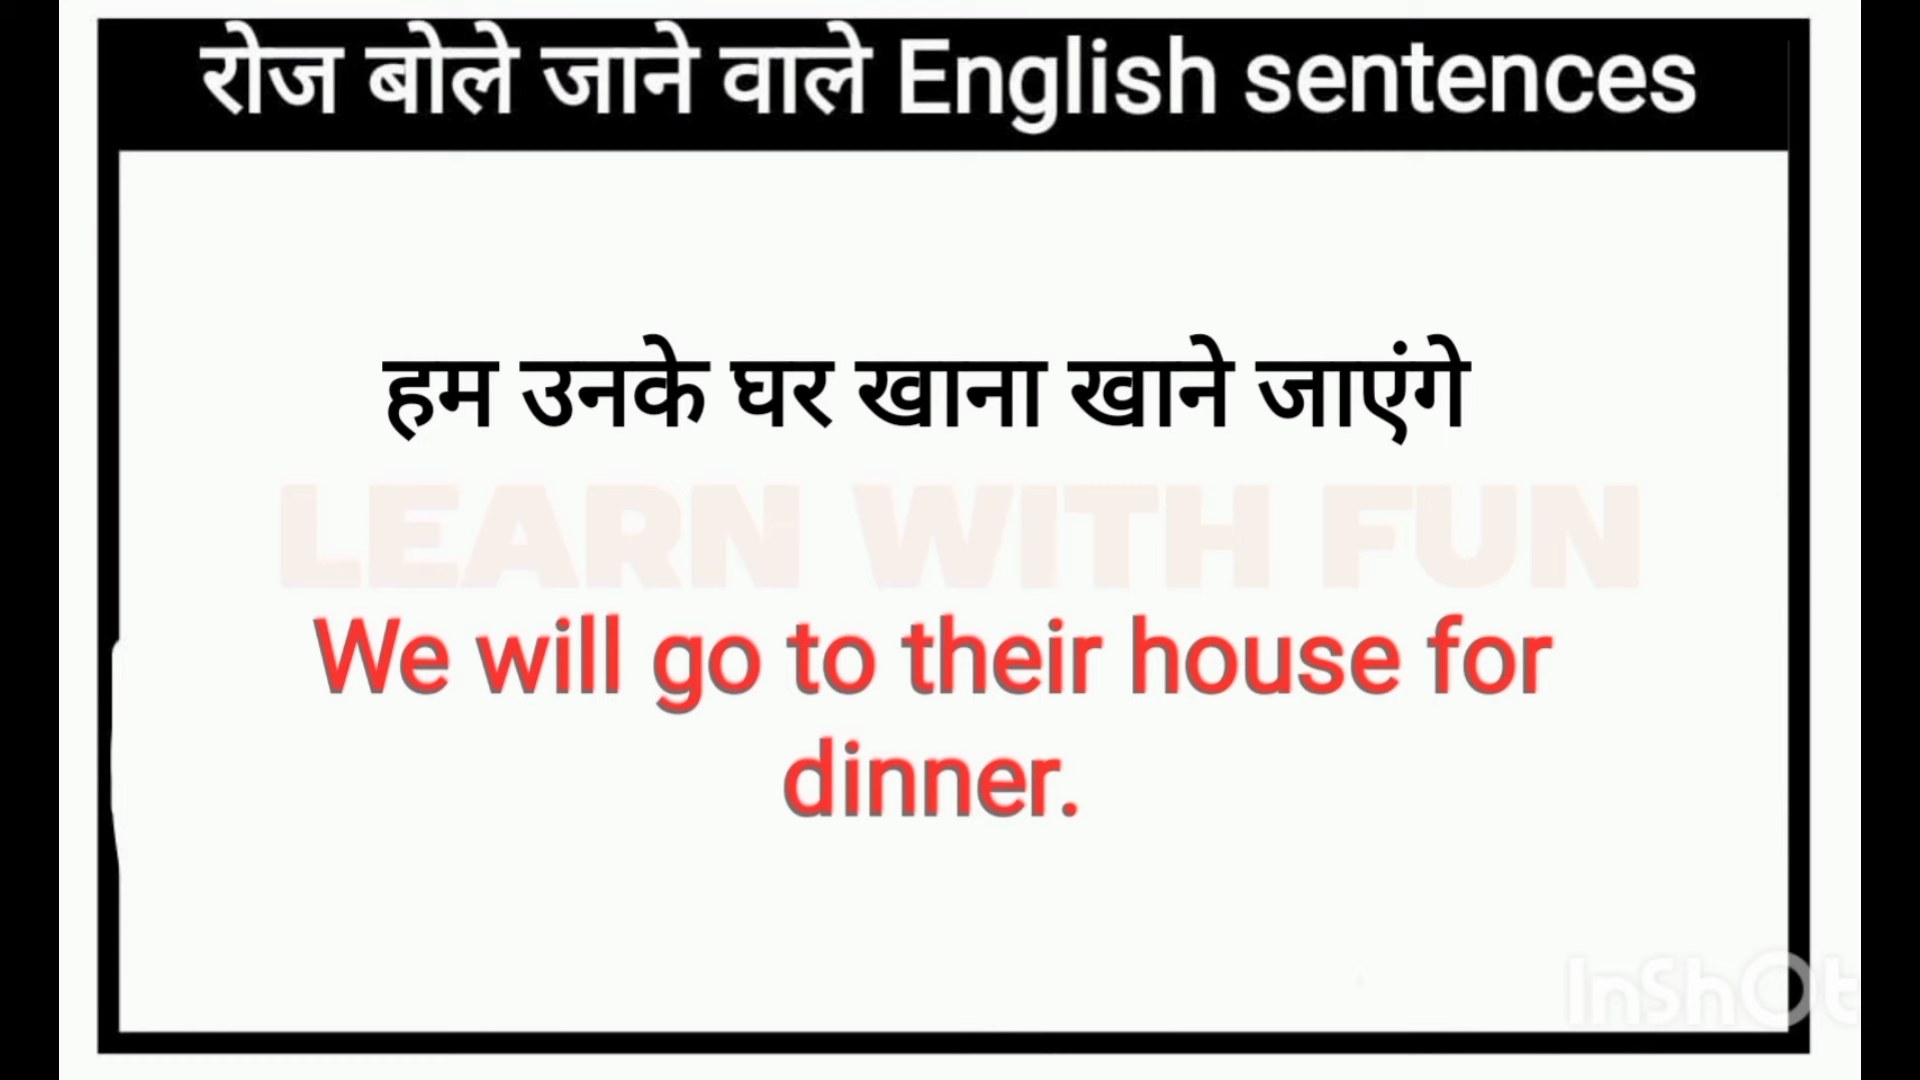 रोज बोले जाने वाले English sentences
हम उनके घर खाना खाने जाएंगे
LEARN WITH FUN
We will go to their house for
dinner.
InShOt